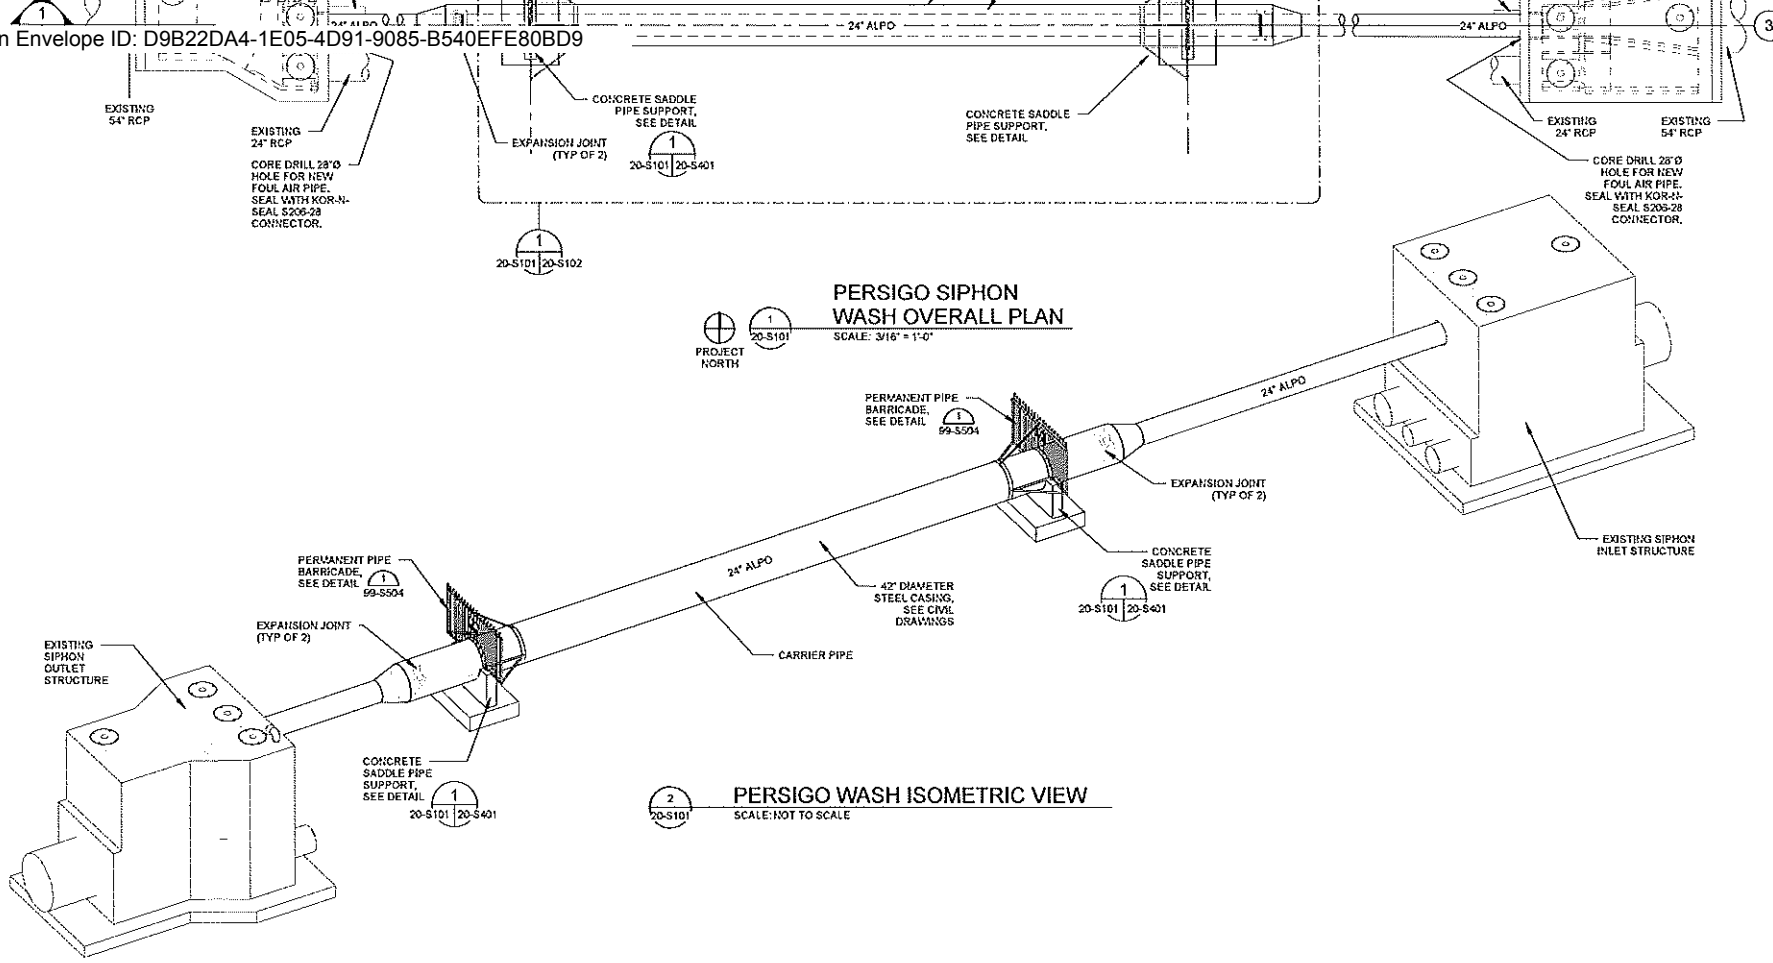 1
24" ALPO
n Envelope ID: D9B22DA4-1E05-4D91-9085-B540EFE80BD9
24" ALPO
24" ALPO
3
EXISTING
54" RCP
EXISTING
24" RCP
CORE DRILL 28"Ø
HOLE FOR NEW
FOUL AIR PIPE.
SEAL WITH KOR-N-
SEAL S206-28
CONNECTOR.
EXPANSION JOINT
(TYP OF 2)
CONCRETE SADDLE
PIPE SUPPORT,
SEE DETAIL
1
20-S101 20-S401
CONCRETE SADDLE
PIPE SUPPORT,
SEE DETAIL
EXISTING
24" RCP
EXISTING
54" RCP
CORE DRILL 28"Ø
HOLE FOR NEW
FOUL AIR PIPE.
SEAL WITH KOR-N-
SEAL S206-28
CONNECTOR.
1
20-S101 20-S102
PROJECT
NORTH
1
20-S101
PERSIGO SIPHON
WASH OVERALL PLAN
SCALE: 3/16" = 1'-0"
PERMANENT PIPE
BARRICADE,
SEE DETAIL
99-S504
24" ALPO
EXPANSION JOINT
(TYP OF 2)
EXISTING SIPHON
INLET STRUCTURE
CONCRETE
SADDLE PIPE
SUPPORT,
SEE DETAIL
1
20-S101 20-S401
24" ALPO
42" DIAMETER
STEEL CASING,
SEE CIVIL
DRAWINGS
CARRIER PIPE
PERMANENT PIPE
BARRICADE,
SEE DETAIL
1
99-S504
EXPANSION JOINT
(TYP OF 2)
EXISTING
SIPHON
OUTLET
STRUCTURE
CONCRETE
SADDLE PIPE
SUPPORT,
SEE DETAIL
1
20-S101 20-S401
2
20-S101
PERSIGO WASH ISOMETRIC VIEW
SCALE: NOT TO SCALE